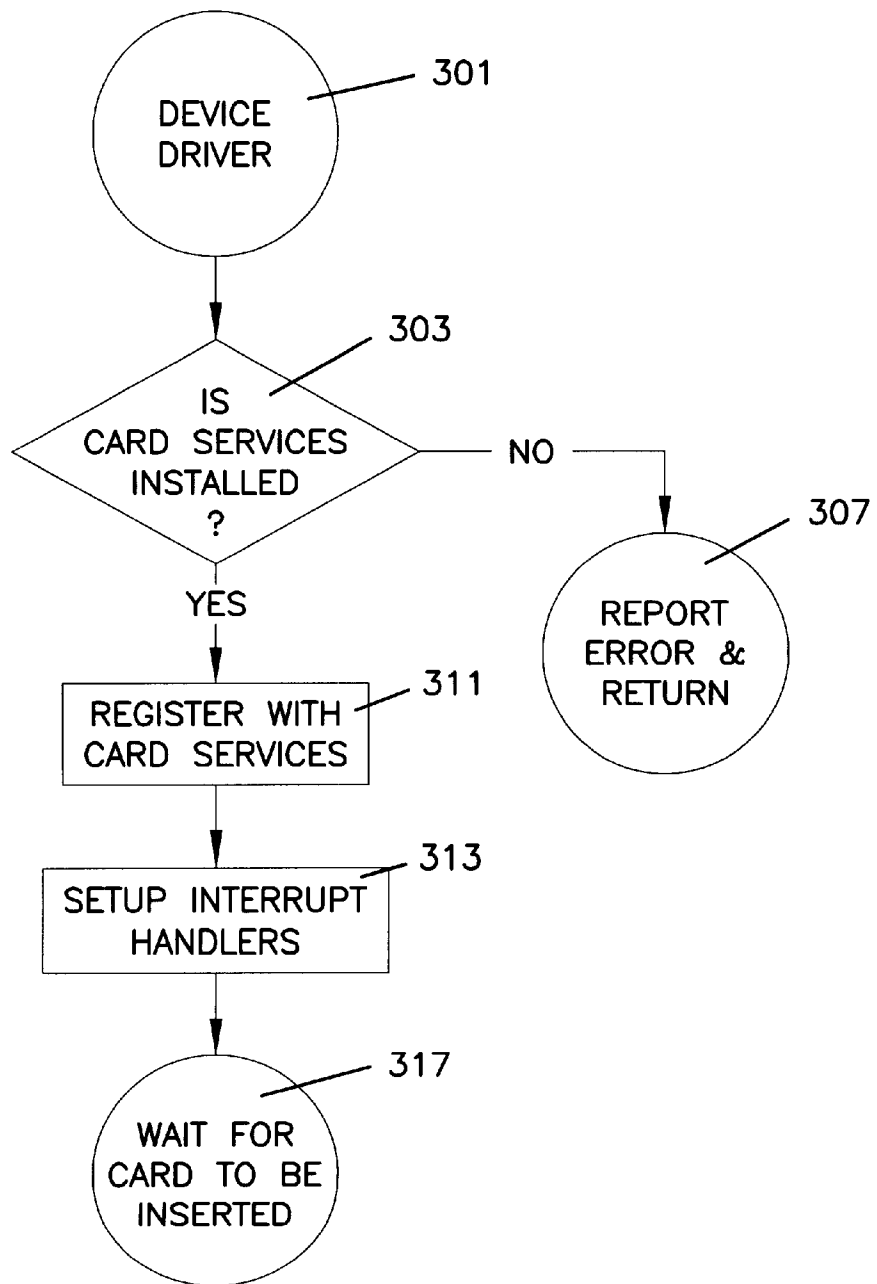 301
DEVICE
DRIVER
303
IS
CARD SERVICES
INSTALLED
?
NO
307
YES
REPORT
ERROR &
RETURN
311
REGISTER WITH
CARD SERVICES
313
SETUP INTERRUPT
HANDLERS
317
WAIT FOR
CARD TO BE
INSERTED